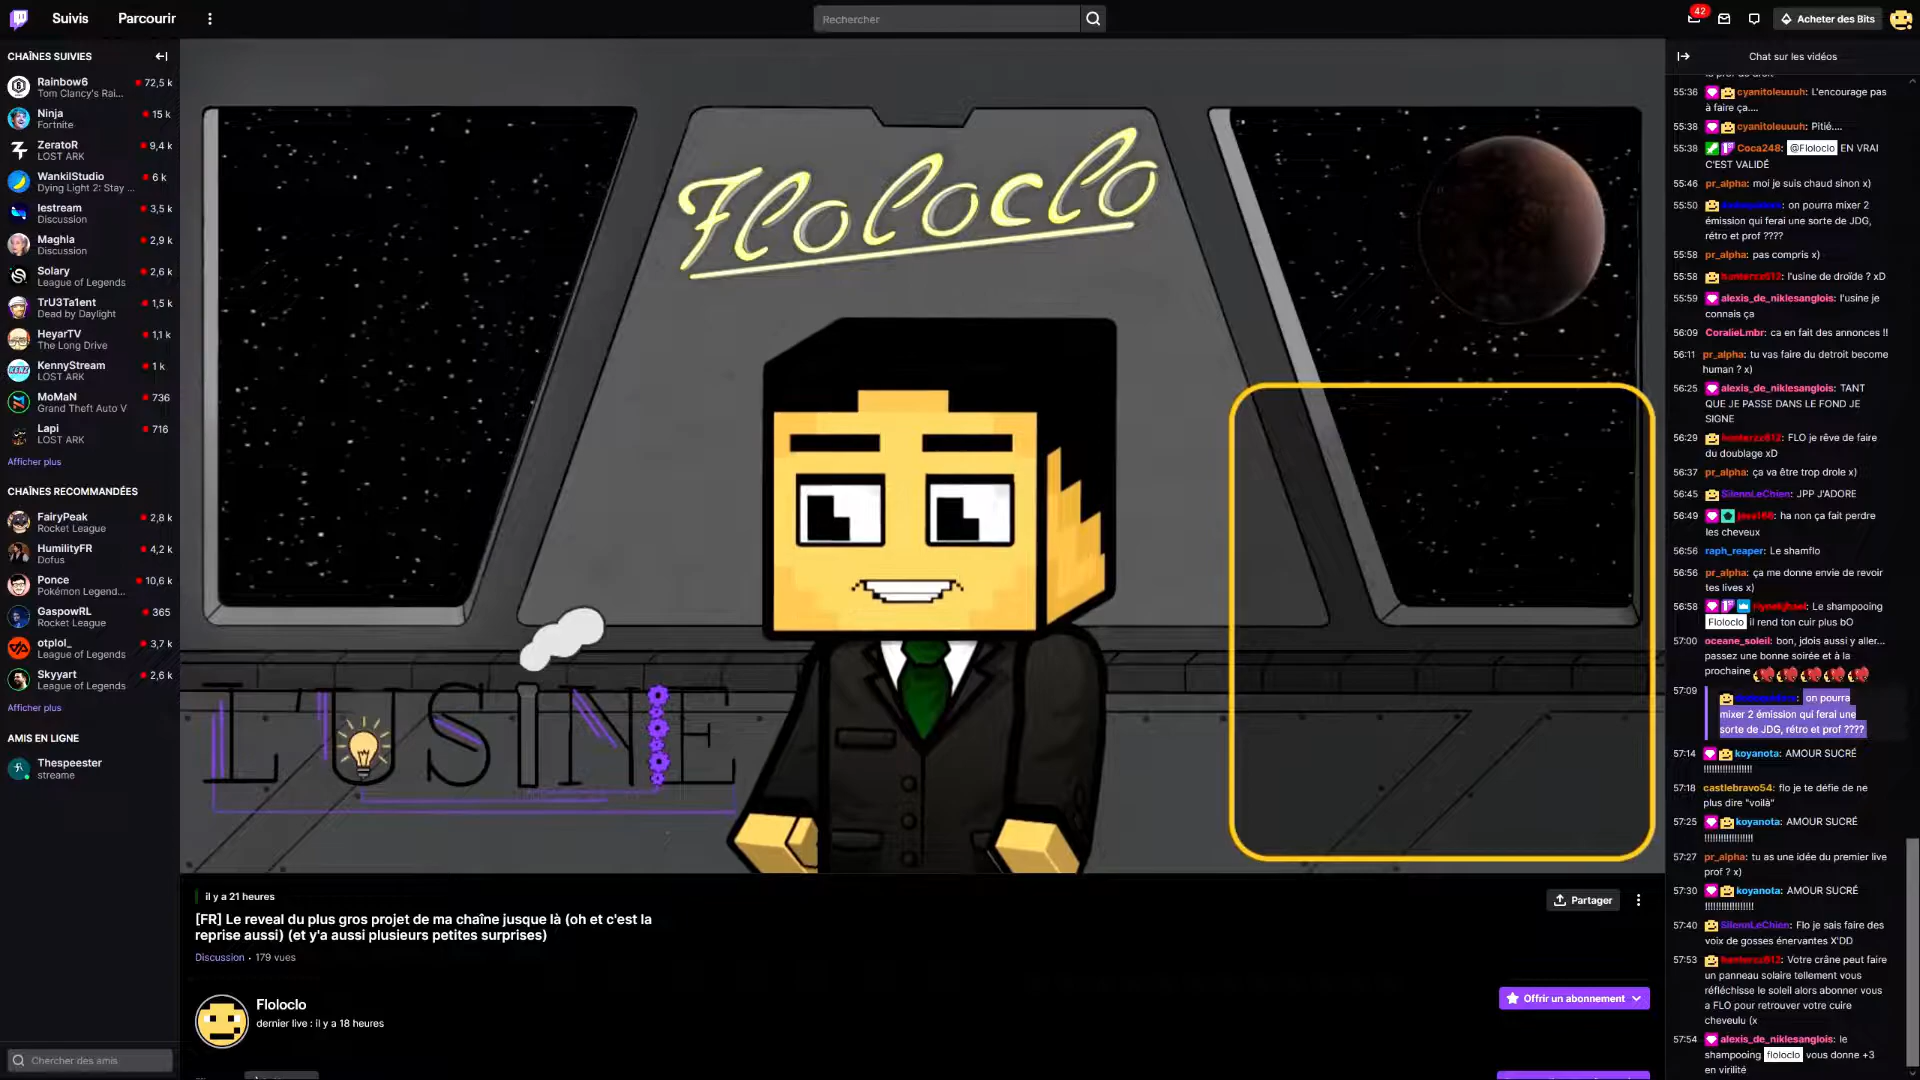 Suivis
Parcourir
Rechercher
42
Acheter des Bits
CHAÎNES SUIVIES
Rainbow6
72,5 k
Tom Clancy's Rai...
Ninja
15 k
Fortnite
ZeratoR
9,4 k
LOST ARK
WankilStudio
6 k
Dying Light 2: Stay ...
lestream
3,5 k
Discussion
Maghla
2,9 k
Discussion
Solary
2,6 k
League of Legends
TrU3Ta1ent
1,5 k
Dead by Daylight
HeyarTV
1,1 k
The Long Drive
KennyStream
1 k
LOST ARK
MoMaN
736
Grand Theft Auto V
Lapi
716
LOST ARK
Afficher plus
CHAÎNES RECOMMANDÉES
FairyPeak
2,8 k
Rocket League
HumilityFR
4,2 k
Dofus
Ponce
10,6 k
Pokémon Legend...
GaspowRL
365
Rocket League
otplol_
3,7 k
League of Legends
Skyyart
2,6 k
League of Legends
Afficher plus
AMIS EN LIGNE
Thespeester
streame
Chercher des amis
Floloclo
L'USINE
il y a 21 heures
[FR] Le reveal du plus gros projet de ma chaîne jusque là (oh et c'est la
reprise aussi) (et y'a aussi plusieurs petites surprises)
Discussion • 179 vues
Partager
Floloclo
dernier live : il y a 18 heures
Offrir un abonnement
Chat sur les vidéos
55:36 cyanitoleuuuh: L'encourage pas
à faire ça....
55:38 cyanitoleuuuh: Pitié....
55:38 Coca248: @Floloclo EN VRAI
C'EST VALIDÉ
55:46 pr_alpha: moi je suis chaud sinon x)
55:50 : on pourra mixer 2
émission qui ferai une sorte de JDG,
rétro et prof ????
55:58 pr_alpha: pas compris x)
55:58 hunterzz612: l'usine de droïde ? xD
55:59 alexis_de_niklesanglois: l'usine je
connais ça
56:09 CoralieLmbr: ca en fait des annonces !!
56:11 pr_alpha: tu vas faire du detroit become
human ? x)
56:25 alexis_de_niklesanglois: TANT
QUE JE PASSE DANS LE FOND JE
SIGNE
56:29 hunterzz612: FLO je rêve de faire
du doublage xD
56:37 pr_alpha: ça va être trop drole x)
56:45 SilennLeChien: JPP J'ADORE
56:49 : ha non ça fait perdre
les cheveux
56:56 raph_reaper: Le shamflo
56:56 pr_alpha: ça me donne envie de revoir
tes lives x)
56:58 : Le shampooing
Floloclo il rend ton cuir plus bO
57:00 oceane_soleil: bon, jdois aussi y aller...
passez une bonne soirée et à la
prochaine
57:09 : on pourra
mixer 2 émission qui ferai une
sorte de JDG, rétro et prof ????
57:14 koyanota: AMOUR SUCRÉ
!!!!!!!!!!!!!!!!!!!
57:18 castlebravo54: flo je te défie de ne
plus dire "voilà"
57:25 koyanota: AMOUR SUCRÉ
!!!!!!!!!!!!!!!!!!!
57:27 pr_alpha: tu as une idée du premier live
prof ? x)
57:30 koyanota: AMOUR SUCRÉ
!!!!!!!!!!!!!!!!!!!
57:40 SilennLeChien: Flo je sais faire des
voix de gosses énervantes X'DD
57:53 hunterzz612: Votre crâne peut faire
un panneau solaire tellement vous
réfléchisse le soleil alors abonner vous
a FLO pour retrouver votre cuire
cheveulu (x
57:54 alexis_de_niklesanglois: le
shampooing floloclo vous donne +3
en virilité